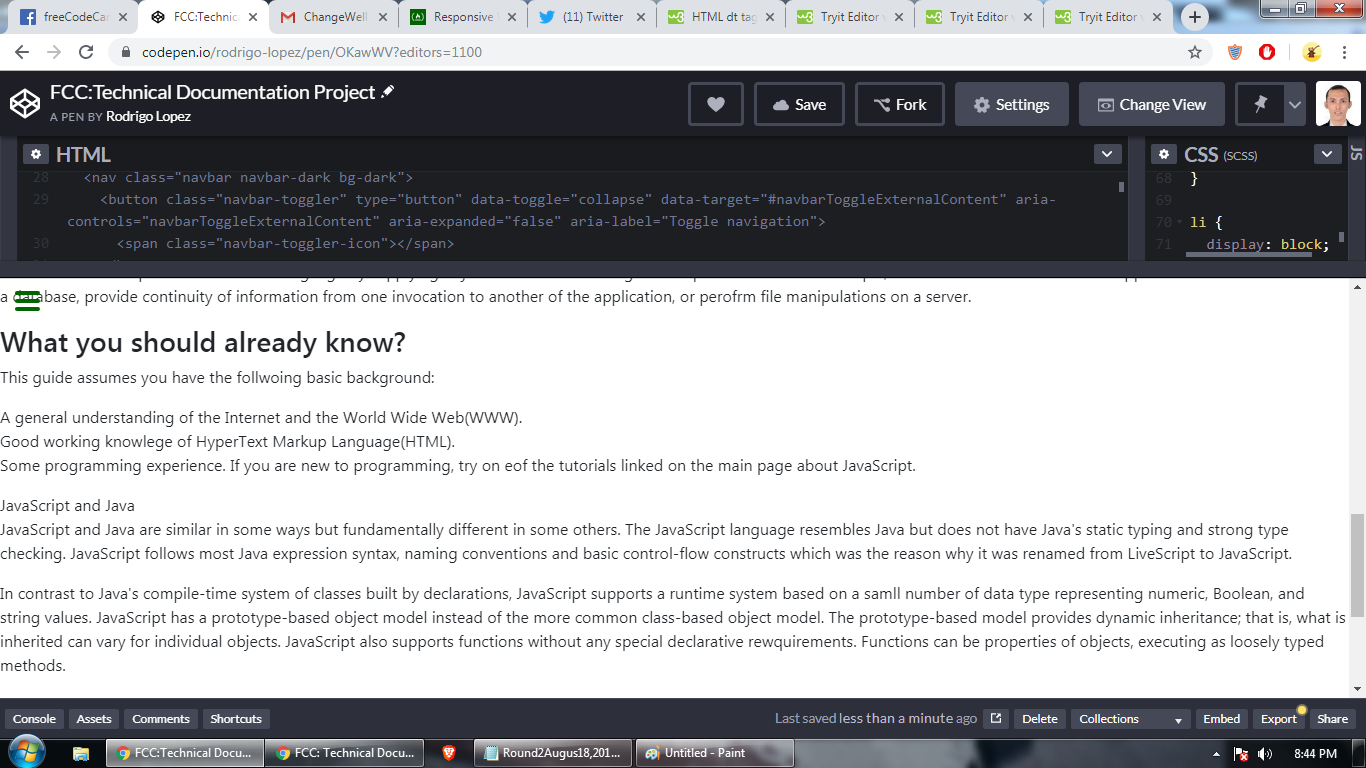 freeCodeCar
FCC:Technic
ChangeWell
Responsive
(11) Twitter
HTML dt tag
Tryit Editor v
Tryit Editor v
Tryit Editor v
codepen.io/rodrigo-lopez/pen/OKawWV?editors=1100
FCC:Technical Documentation Project
A PEN BY Rodrigo Lopez
Save
Fork
Settings
Change View
HTML
CSS (SCSS)
JS
28 <nav class="navbar navbar-dark bg-dark">
29 <button class="navbar-toggler" type="button" data-toggle="collapse" data-target="#navbarToggleExternalContent" aria-
controls="navbarToggleExternalContent" aria-expanded="false" aria-label="Toggle navigation">
30 <span class="navbar-toggler-icon"></span>
68 }
69
70 li {
71 display: block;
a database, provide continuity of information from one invocation to another of the application, or perofrm file manipulations on a server.
What you should already know?
This guide assumes you have the follwoing basic background:
A general understanding of the Internet and the World Wide Web(WWW).
Good working knowlege of HyperText Markup Language(HTML).
Some programming experience. If you are new to programming, try on eof the tutorials linked on the main page about JavaScript.
JavaScript and Java
JavaScript and Java are similar in some ways but fundamentally different in some others. The JavaScript language resembles Java but does not have Java's static typing and strong type
checking. JavaScript follows most Java expression syntax, naming conventions and basic control-flow constructs which was the reason why it was renamed from LiveScript to JavaScript.
In contrast to Java's compile-time system of classes built by declarations, JavaScript supports a runtime system based on a samll number of data type representing numeric, Boolean, and
string values. JavaScript has a prototype-based object model instead of the more common class-based object model. The prototype-based model provides dynamic inheritance; that is, what is
inherited can vary for individual objects. JavaScript also supports functions without any special declarative rewquirements. Functions can be properties of objects, executing as loosely typed
methods.
Console
Assets
Comments
Shortcuts
Last saved less than a minute ago
Delete
Collections
Embed
Export
Share
FCC:Technical Docu...
FCC: Technical Docu...
Round2Augus18,201...
Untitled - Paint
8:44 PM